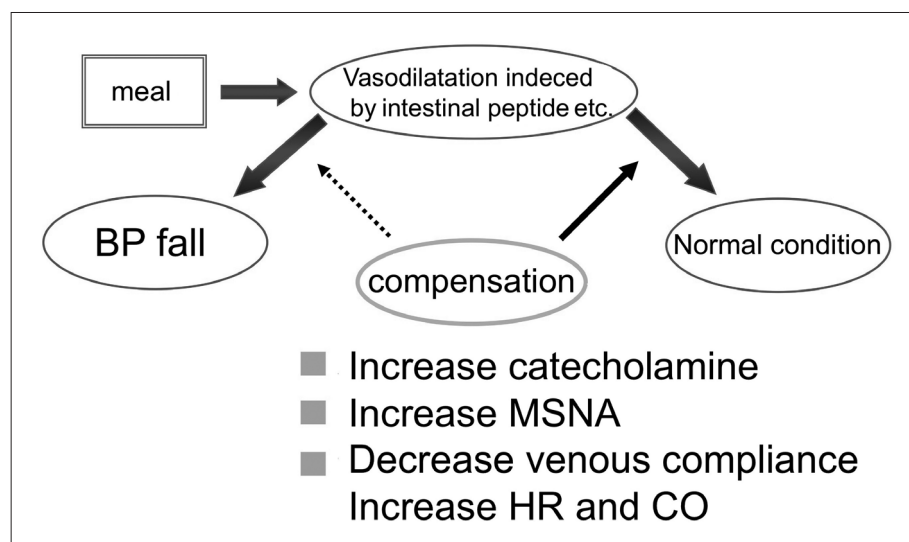 meal
Vasodilatation indeced
by intestinal peptide etc.
BP fall
Normal condition
compensation
Increase catecholamine
Increase MSNA
Decrease venous compliance
Increase HR and CO